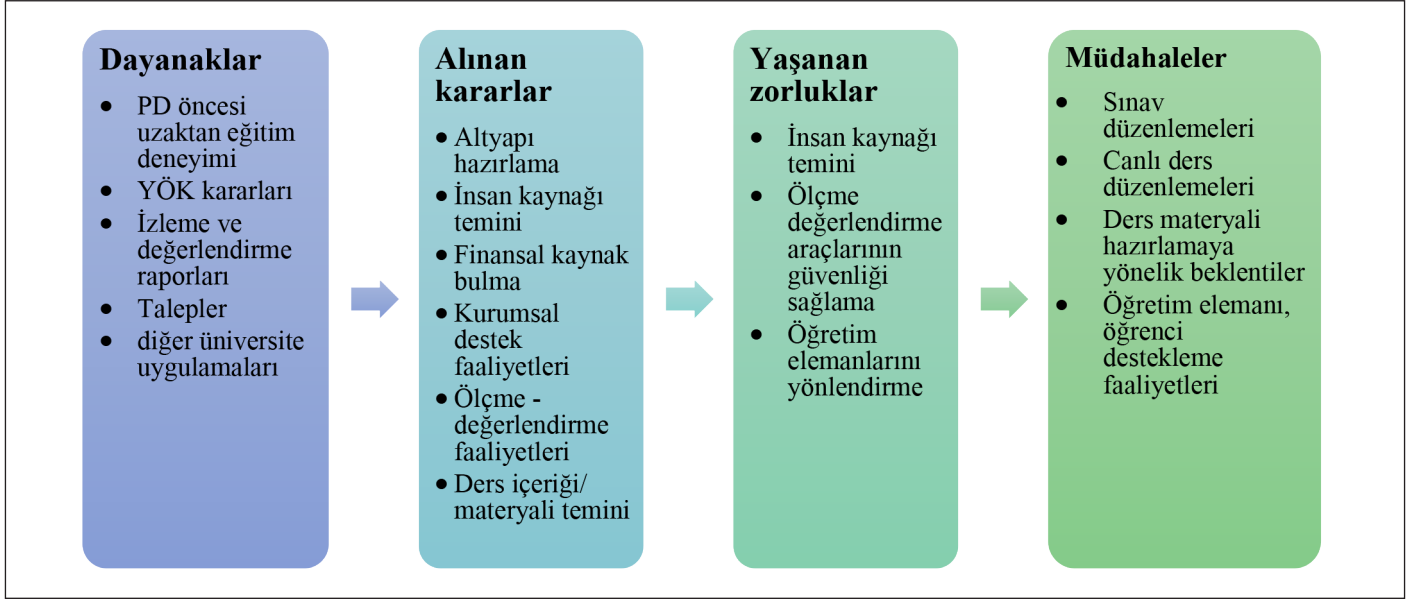 Dayanaklar
• PD öncesi
uzaktan eğitim
deneyimi
• YÖK kararları
• İzleme ve
değerlendirme
raporları
• Talepler
• diğer üniversite
uygulamaları
Alınan
kararlar
• Altyapı
hazırlama
• İnsan kaynağı
temini
• Finansal kaynak
bulma
• Kurumsal
destek
faaliyetleri
• Ölçme -
değerlendirme
faaliyetleri
• Ders içeriği/
materyali temini
Yaşanan
zorluklar
• İnsan kaynağı
temini
• Ölçme
değerlendirme
araçlarının
güvenliği
sağlama
• Öğretim
elemanlarını
yönlendirme
Müdahaleler
• Sınav
düzenlemeleri
• Canlı ders
düzenlemeleri
• Ders materyali
hazırlamaya
yönelik beklentiler
• Öğretim elemanı,
öğrenci
destekleme
faaliyetleri